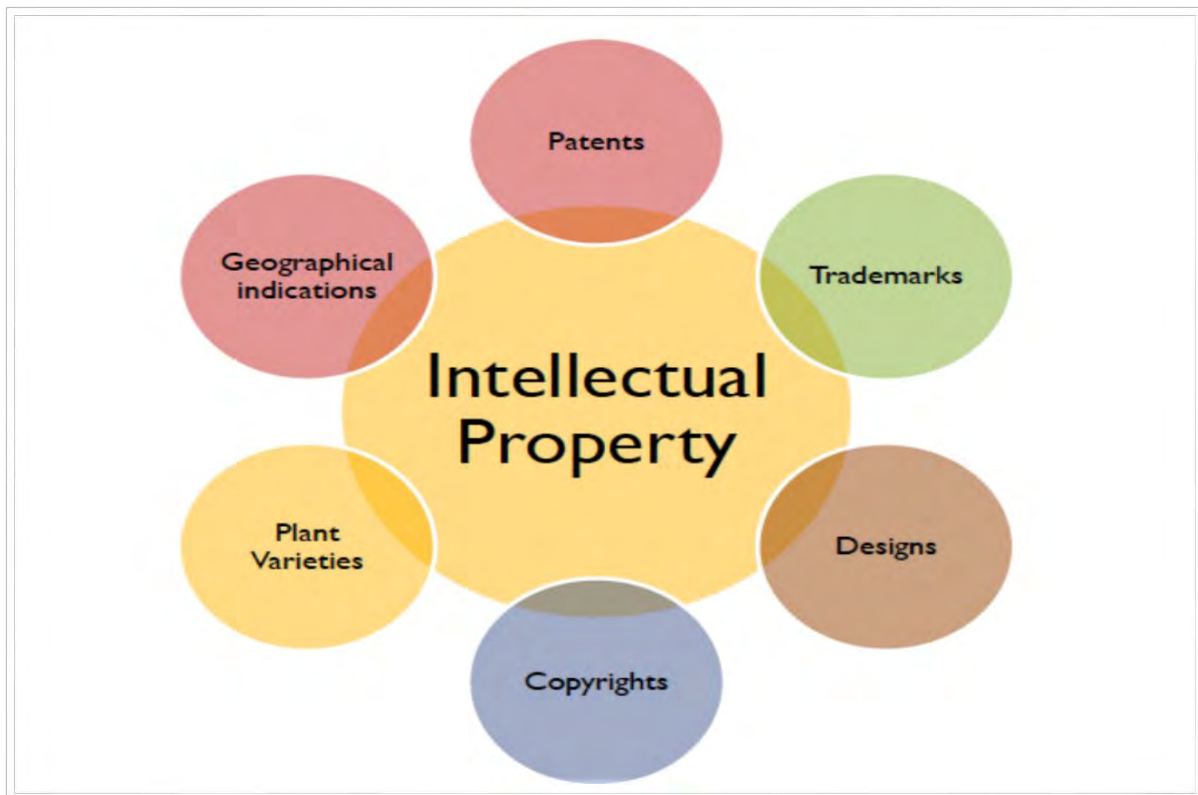 Patents
Geographical
indications
Trademarks
Intellectual
Property
Plant
Varieties
Designs
Copyrights